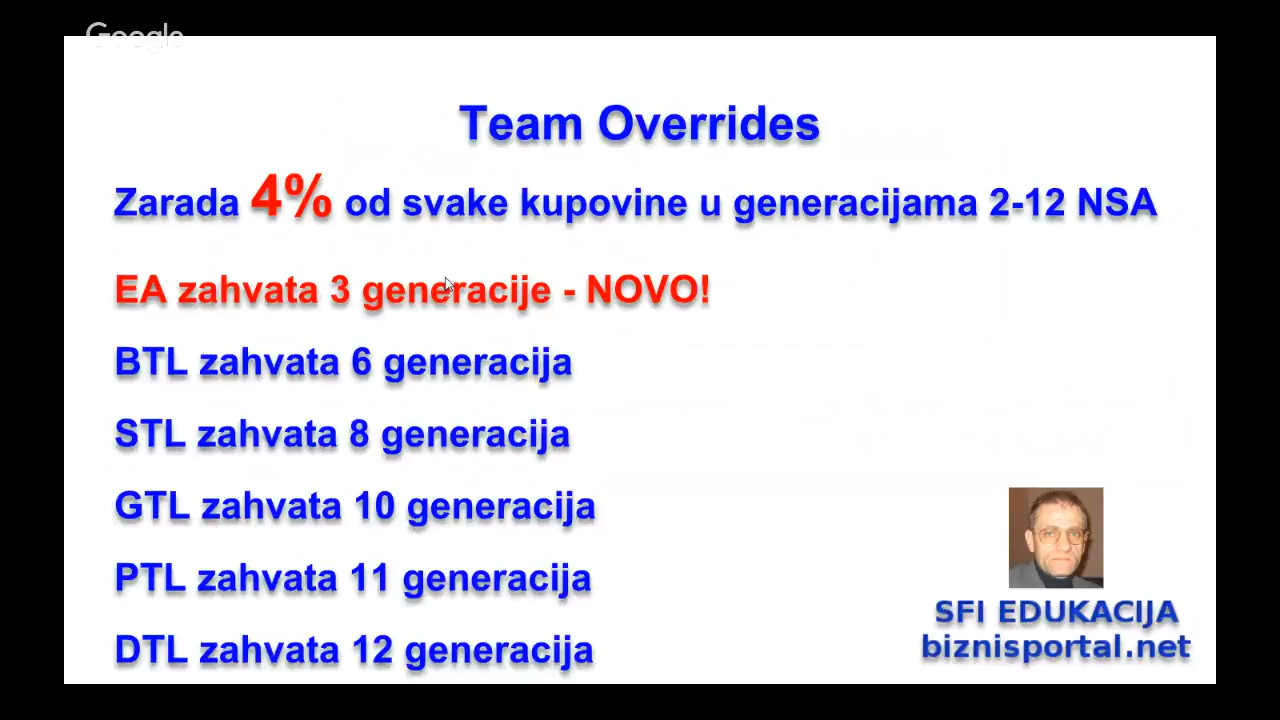 Google
Team Overrides
Zarada 4% od svake kupovine u generacijama 2-12 NSA
EA zahvata 3 generacije - NOVO!
BTL zahvata 6 generacija
STL zahvata 8 generacija
GTL zahvata 10 generacija
PTL zahvata 11 generacija
DTL zahvata 12 generacija
SFI EDUKACIJA
biznisportal.net